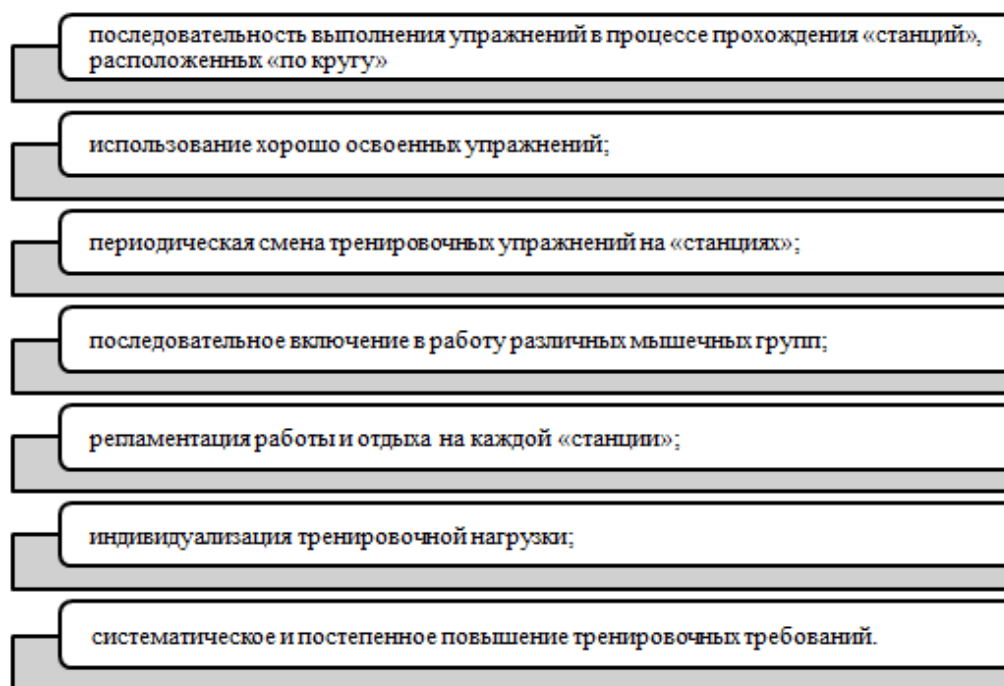 последовательность выполнения упражнений в процессе прохождения «станций»,
расположенных «по кругу»
использование хорошо освоенных упражнений;
периодическая смена тренировочных упражнений на «станциях»;
последовательное включение в работу различных мышечных групп;
регламентация работы и отдыха на каждой «станции»;
индивидуализация тренировочной нагрузки;
систематическое и постепенное повышение тренировочных требований.